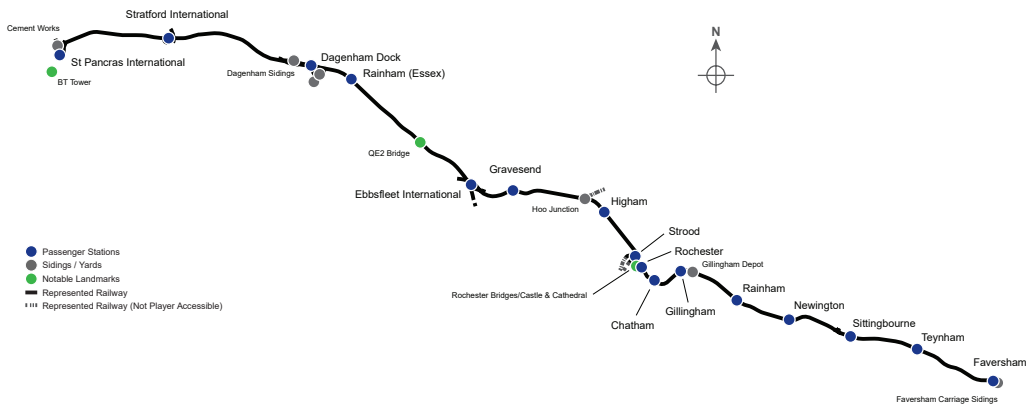 Stratford International
Cement Works
N
St Pancras International
Dagenham Dock
Dagenham Sidings
Rainham (Essex)
BT Tower
QE2 Bridge
Gravesend
Ebbsfleet International
Hoo Junction
Higham
Strood
Rochester
Gillingham Depot
Rochester Bridges/Castle & Cathedral
Chatham
Gillingham
Rainham
Newington
Sittingbourne
Teynham
Faversham
Faversham Carriage Sidings
Passenger Stations
Sidings / Yards
Notable Landmarks
Represented Railway
Represented Railway (Not Player Accessible)